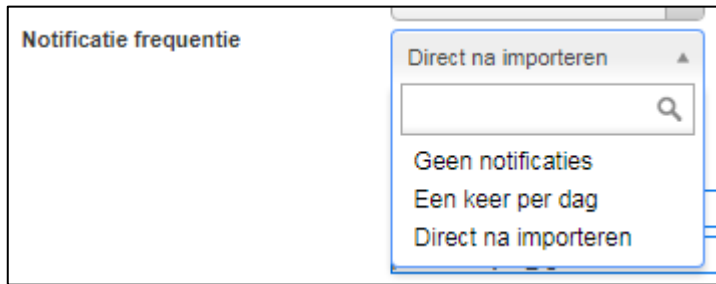 Notificatie frequentie
Direct na importeren
Geen notificaties
Een keer per dag
Direct na importeren